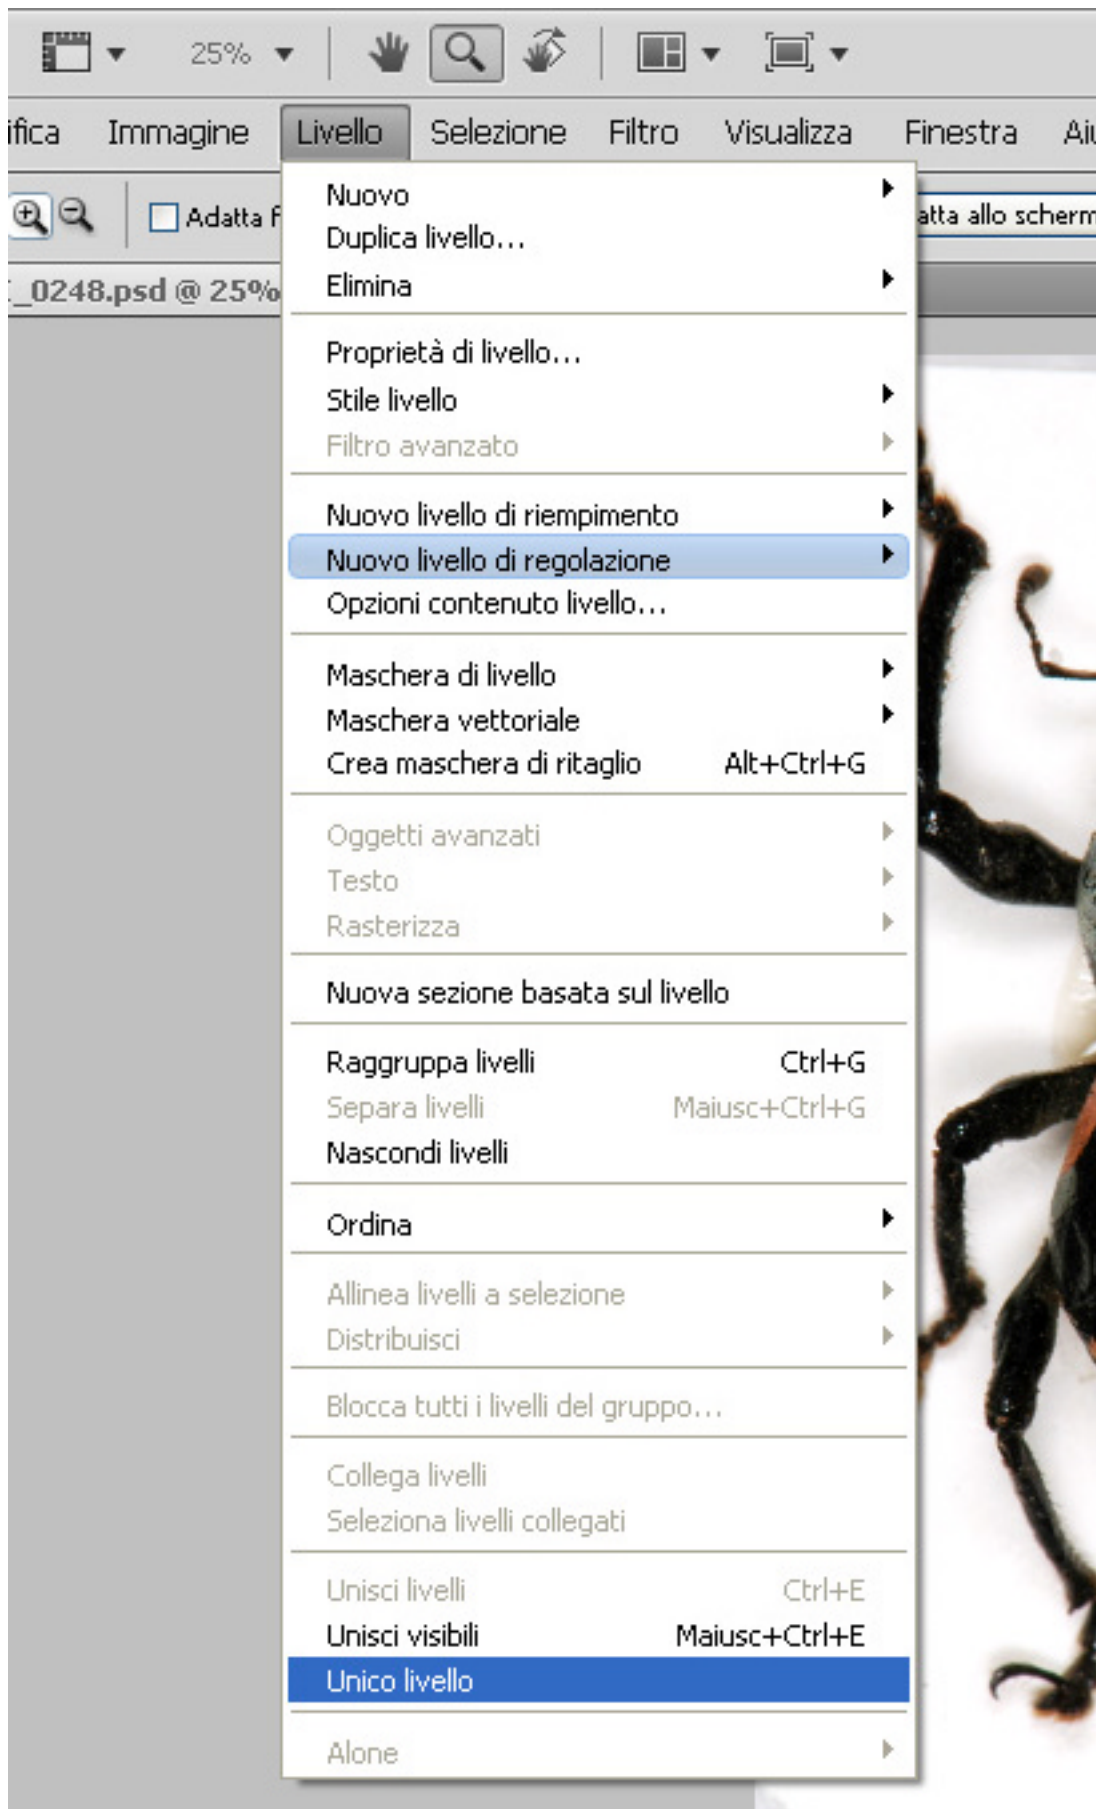 25%
Immagine Livello Selezione Filtro Visualizza Finestra
Adatta
allo
_0248.psd @ 25%
Nuovo
Duplica livello...
Elimina
Proprietà di livello...
Stile livello
Filtro avanzato
Nuovo livello di riempimento
Nuovo livello di regolazione
Opzioni contenuto livello...
Maschera di livello
Maschera vettoriale
Crea maschera di ritaglio Alt+Ctrl+G
Oggetti avanzati
Testo
Rasterizza
Nuova sezione basata sul livello
Raggruppa livelli Ctrl+G
Separa livelli Maiusc+Ctrl+G
Nascondi livelli
Ordina
Allinea livelli a selezione
Distribuisci
Blocca tutti i livelli del gruppo...
Collega livelli
Seleziona livelli collegati
Unisci livelli Ctrl+E
Unisci visibili Maiusc+Ctrl+E
Unico livello
Alone